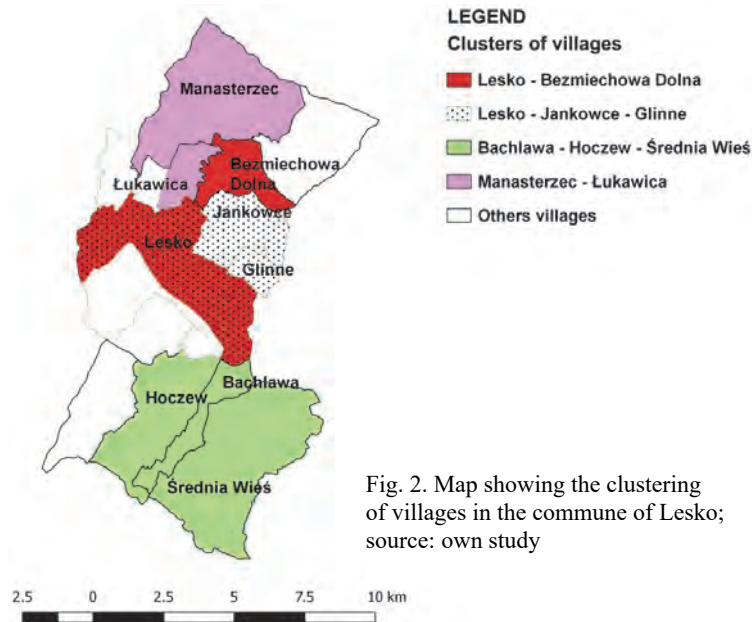 LEGEND
Clusters of villages
Lesko - Bezmiechowa Dolna
Lesko - Jankowce - Glinne
Bachlawa - Hoczew - Średnia Wieś
Manasterzec - Łukawica
Others villages
Manasterzec
Bezmiechowa
Dolna
Łukawica
Jankowce
Lesko
Glinne
Bachławа
Hoczew
Średnia Wieś
Fig. 2. Map showing the clustering
of villages in the commune of Lesko;
source: own study
2.5 0 2.5 5 7.5 10 km